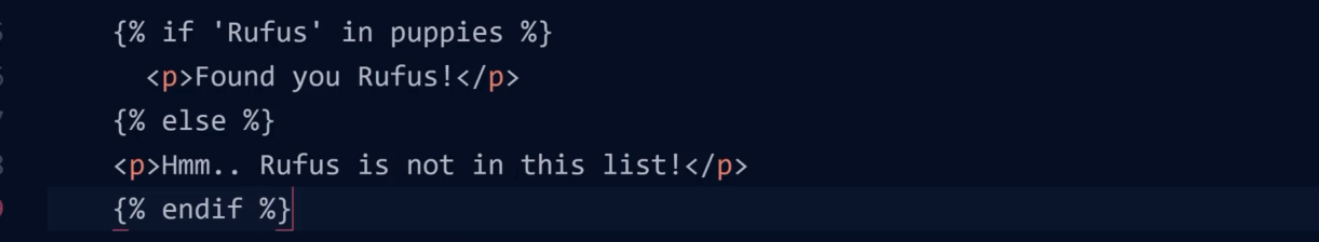 {% if 'Rufus' in puppies %}
<p>Found you Rufus!</p>
{% else %}
<p>Hmm.. Rufus is not in this list!</p>
{% endif %}